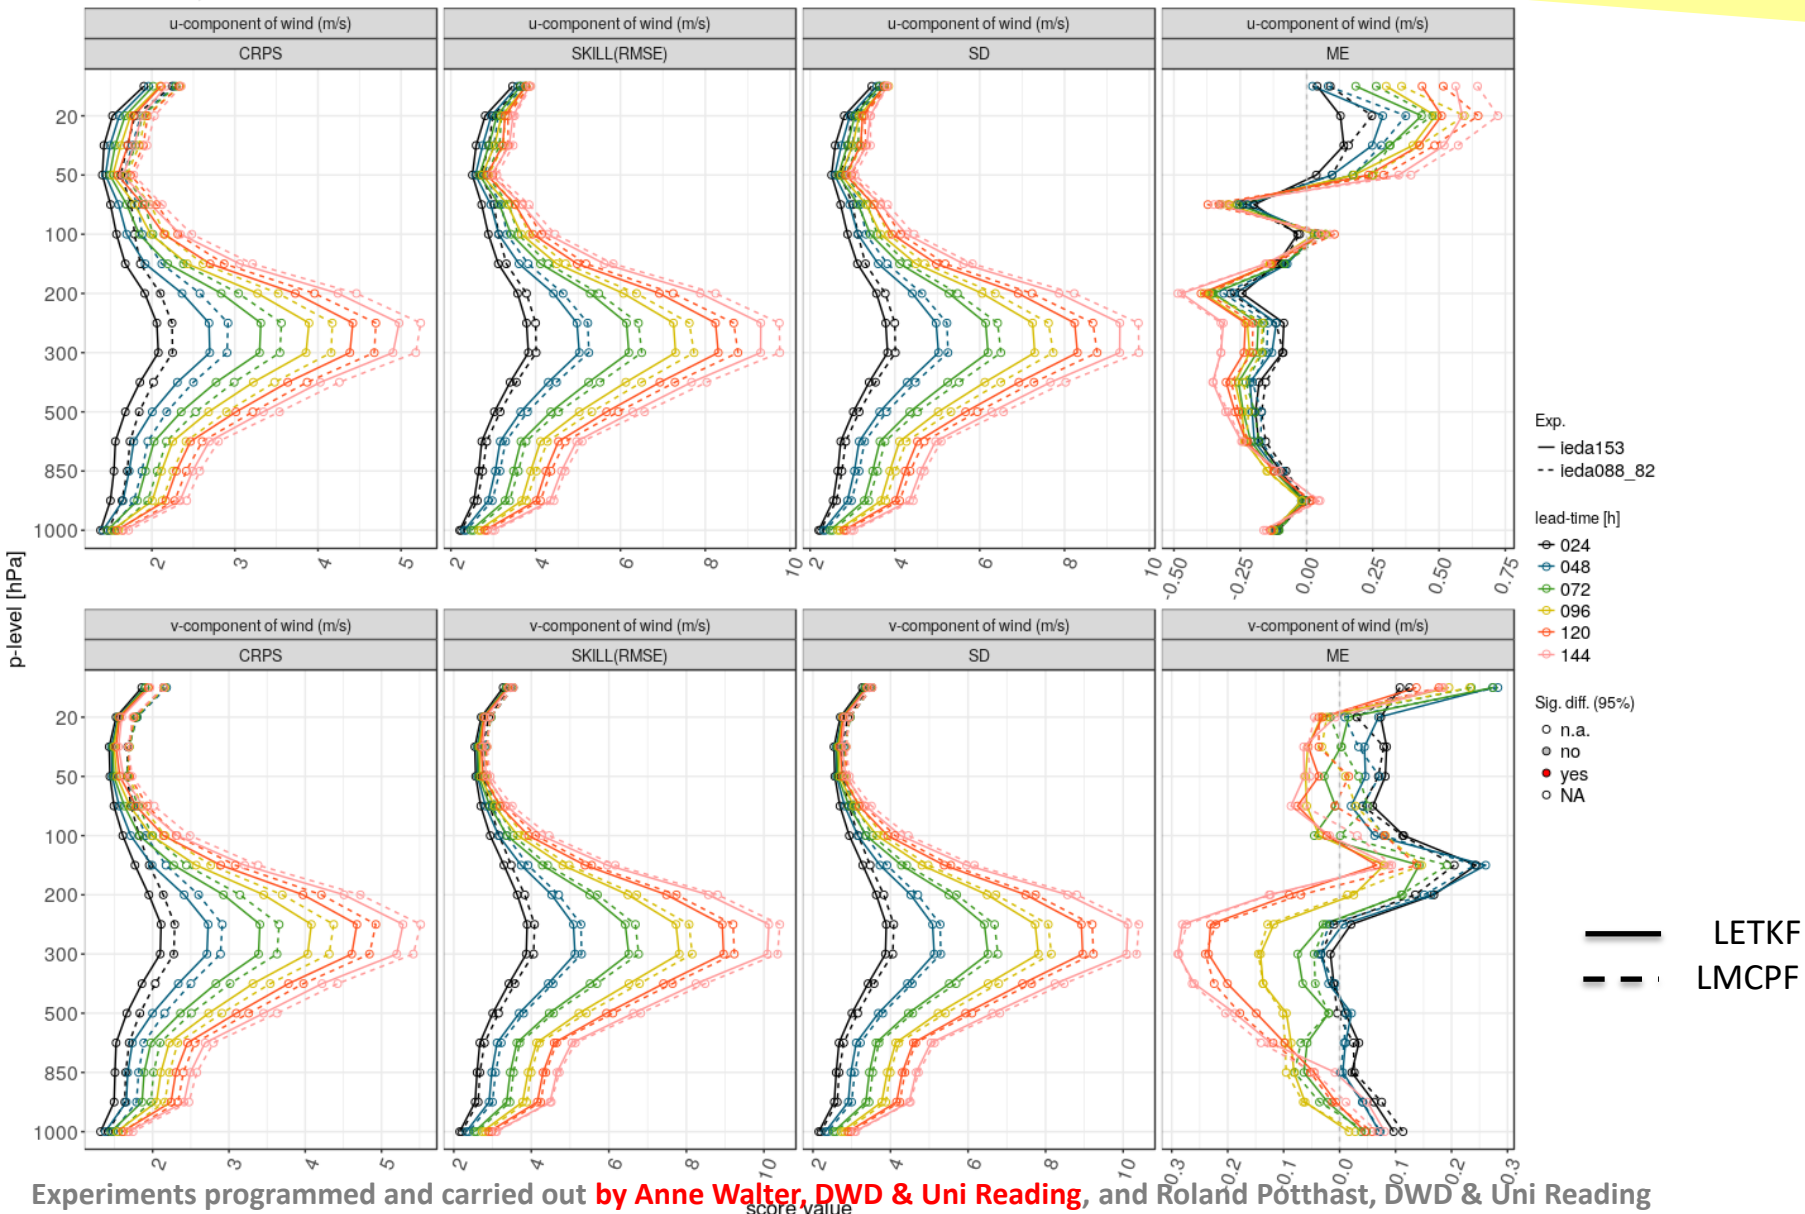 u-component of wind (m/s) u-component of wind (m/s) u-component of wind (m/s) u-component of wind (m/s)
CRPS SKILL(RMSE) SD ME
20
50
100
200
300
500
850
1000
2 3 4 5 2 4 6 8 10 2 4 6 8 10 -0.50 -0.25 0.00 0.25 0.50 0.75
p-level [hPa]
v-component of wind (m/s) v-component of wind (m/s) v-component of wind (m/s) v-component of wind (m/s)
CRPS SKILL(RMSE) SD ME
20
50
100
200
300
500
850
1000
2 3 4 5 2 4 6 8 10 2 4 6 8 10 -0.3 -0.2 -0.1 0.0 0.1 0.2 0.3
score value
Exp.
ieda153
ieda088_82
lead-time [h]
024
048
072
096
120
144
Sig. diff. (95%)
n.a.
no
yes
NA
LETKF
LMCPF
Experiments programmed and carried out by Anne Walter, DWD & Uni Reading, and Roland Potthast, DWD & Uni Reading